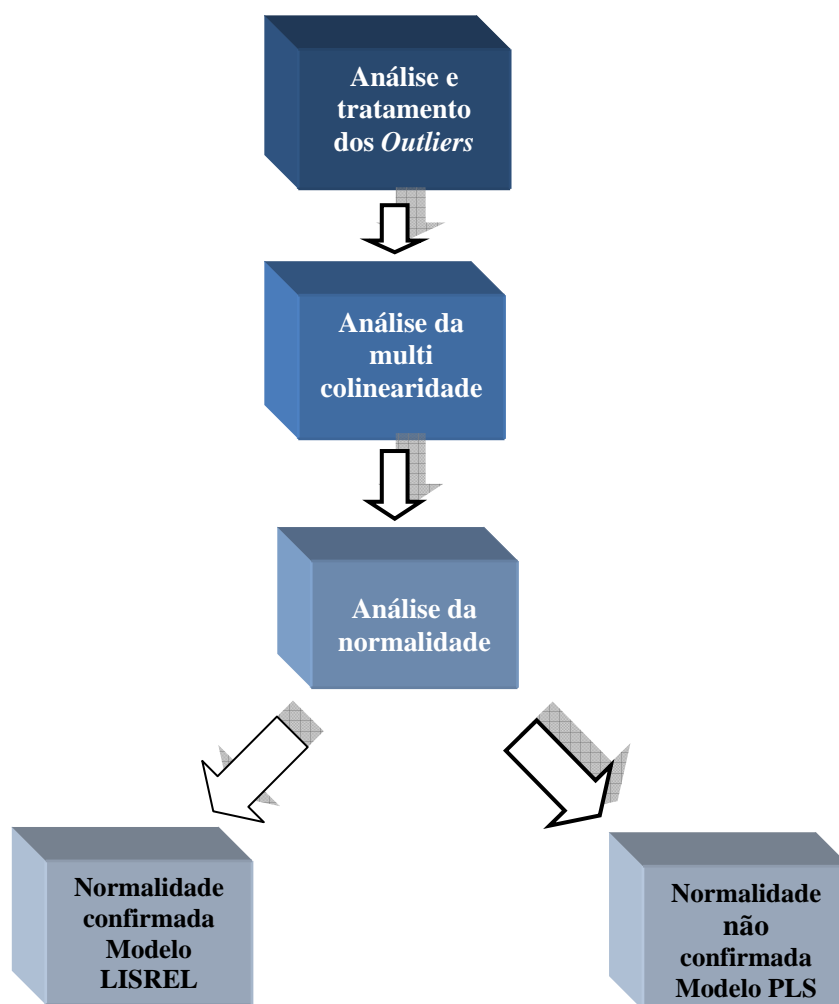 Análise e
tratamento
dos Outliers
Análise da
multi
colinearidade
Análise da
normalidade
Normalidade
confirmada
Modelo
LISREL
Normalidade
não
confirmada
Modelo PLS